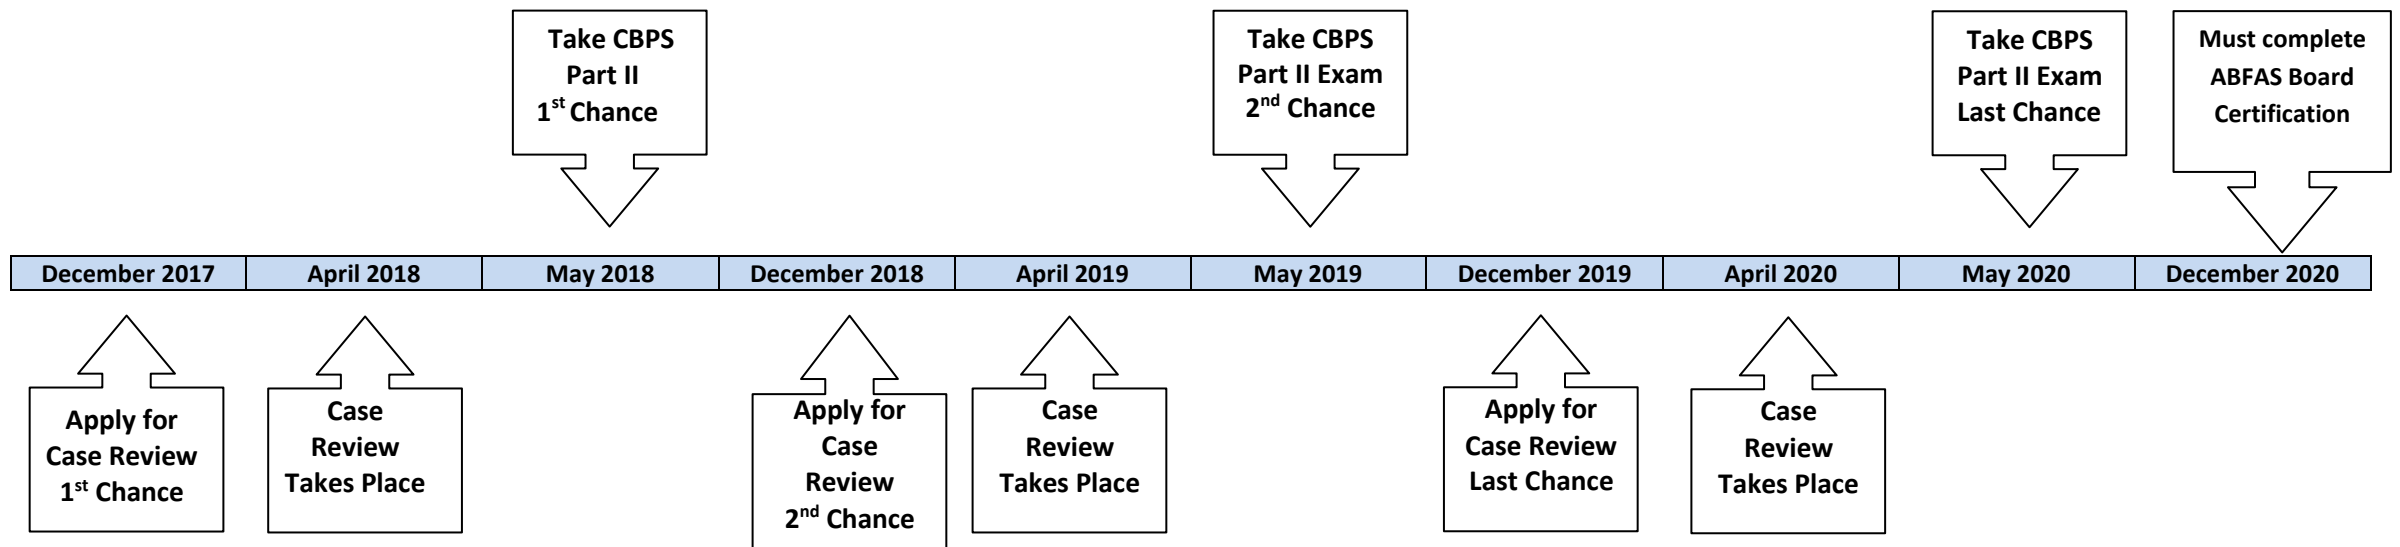 Take CBPS
Part II
1st Chance
Take CBPS
Part II Exam
2nd Chance
Take CBPS
Part II Exam
Last Chance
Must complete
ABFAS Board
Certification
December 2017 April 2018 May 2018 December 2018 April 2019 May 2019 December 2019 April 2020 May 2020 December 2020
Apply for
Case Review
1st Chance
Case
Review
Takes Place
Apply for
Case
Review
2nd Chance
Case
Review
Takes Place
Apply for
Case Review
Last Chance
Case
Review
Takes Place